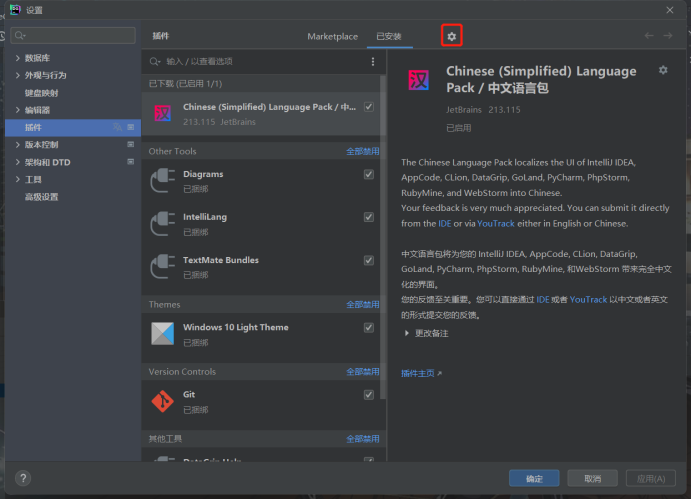 设置
插件
Marketplace
已安装
数据库
外观与行为
键盘映射
编辑器
插件
版本控制
架构和 DTD
工具
高级设置
输入 / 以查看选项
已下载 (已启用 1/1)
汉
Chinese (Simplified) Language Pack / 中...
213.115 JetBrains
Other Tools 全部禁用
Diagrams
已捆绑
IntelliLang
已捆绑
TextMate Bundles
已捆绑
Themes 全部禁用
Windows 10 Light Theme
已捆绑
Version Controls 全部禁用
Git
已捆绑
其他工具 全部禁用
DataGrip Help
汉
Chinese (Simplified) Language
Pack / 中文语言包
JetBrains 213.115
已启用
The Chinese Language Pack localizes the UI of IntelliJ IDEA,
AppCode, CLion, DataGrip, GoLand, PyCharm, PhpStorm,
RubyMine, and WebStorm into Chinese.
Your feedback is very much appreciated. You can submit it directly
from the IDE or via YouTrack either in English or Chinese.
中文语言包将为您的 IntelliJ IDEA, AppCode, CLion, DataGrip,
GoLand, PyCharm, PhpStorm, RubyMine, 和WebStorm 带来完全中文
化的界面。
您的反馈至关重要。您可以直接通过 IDE 或者 YouTrack 以中文或者英文
的形式提交您的反馈。
更改备注
插件主页
?
确定
取消
应用(A)